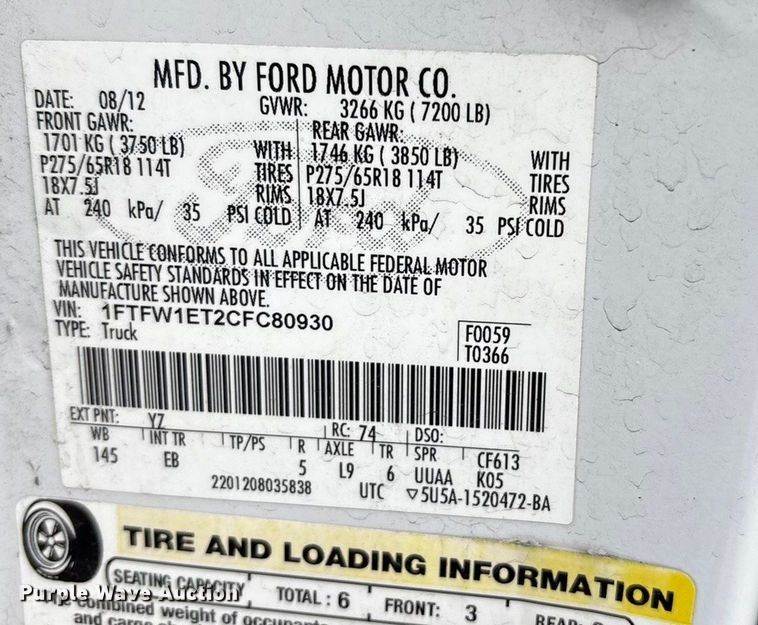 MFD. BY FORD MOTOR CO.
DATE: 08/12 GVWR: 3266 KG ( 7200 LB)
FRONT GAWR: REAR GAWR:
1701 KG ( 3750 LB) WITH 1746 KG ( 3850 LB) WITH
P275/65R18 114T TIRES P275/65R18 114T TIRES
18X7.5J RIMS 18X7.5J RIMS
AT 240 kPa/ 35 PSI COLD AT 240 kPa/ 35 PSI COLD
Ford
THIS VEHICLE CONFORMS TO ALL APPLICABLE FEDERAL MOTOR
VEHICLE SAFETY STANDARDS IN EFFECT ON THE DATE OF
MANUFACTURE SHOWN ABOVE.
VIN: 1FTFW1ET2CFC80930
TYPE: Truck
F0059
T0366
EXT PNT: YZ RC: 74 DSO:
WB INT TR TP/PS R AXLE TR SPR CF613
145 EB 5 L9 6 UUAA K05
2201208035838 UTC ▽5U5A-1520472-BA
TIRE AND LOADING INFORMATION
SEATING CAPACITY TOTAL : 6 FRONT: 3
combined weight of
and
Purple Wave Auction